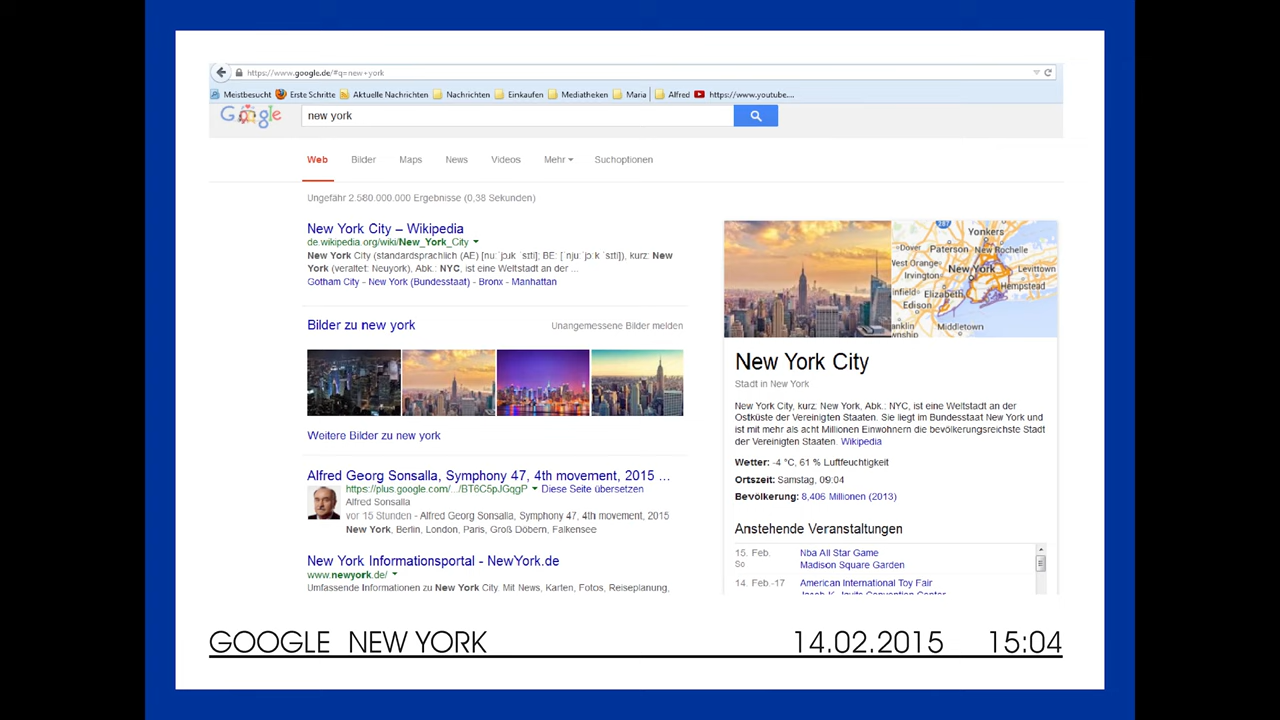 https://www.google.de/#q=new+york
Meistbesucht Erste Schritte Aktuelle Nachrichten Nachrichten Einkaufen Mediatheken Maria Alfred https://www.youtube....
Google new york
Web Bilder Maps News Videos Mehr Suchoptionen
Ungefähr 2.580.000.000 Ergebnisse (0,38 Sekunden)
New York City – Wikipedia
de.wikipedia.org/wiki/New_York_City
New York City (standardsprachlich (AE) BE: kurz: New
York (veraltet: Neuyork), Abk.: NYC, ist eine Weltstadt an der ...
Gotham City - New York (Bundesstaat) - Bronx - Manhattan
Bilder zu new york Unangemessene Bilder melden
Weitere Bilder zu new york
Alfred Georg Sonsalla, Symphony 47, 4th movement, 2015 ...
https://plus.google.com/.../BT6C5pJGqgP Diese Seite übersetzen
Alfred Sonsalla
vor 15 Stunden - Alfred Georg Sonsalla, Symphony 47, 4th movement, 2015
New York, Berlin, London, Paris, Groß Döbern, Falkensee
New York Informationsportal - NewYork.de
www.newyork.de/
Umfassende Informationen zu New York City. Mit News, Karten, Fotos, Reiseplanung,
287
Yonkers
Dover Paterson New Rochelle
West Orange New York Levittown
Irvington
Elizabeth Hempstead
Edison
Middletown
New York City
Stadt in New York
New York City, kurz: New York, Abk.: NYC, ist eine Weltstadt an der
Ostküste der Vereinigten Staaten. Sie liegt im Bundesstaat New York und
ist mit mehr als acht Millionen Einwohnern die bevölkerungsreichste Stadt
der Vereinigten Staaten. Wikipedia
Wetter: -4 °C, 61 % Luftfeuchtigkeit
Ortszeit: Samstag, 09:04
Bevölkerung: 8,406 Millionen (2013)
Anstehende Veranstaltungen
15. Feb. Nba All Star Game
So Madison Square Garden
14. Feb.-17 American International Toy Fair
GOOGLE NEW YORK 14.02.2015 15:04